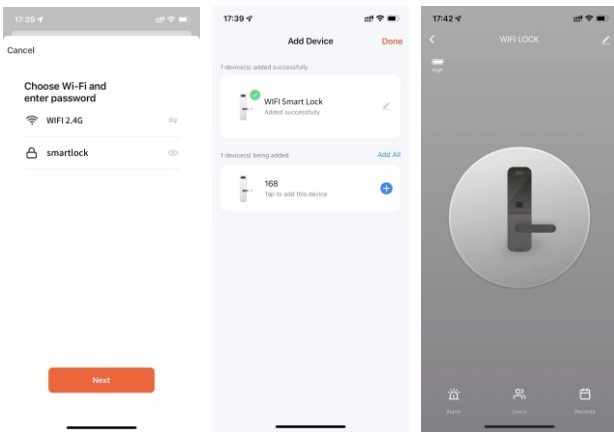 17:39
Cancel
Choose Wi-Fi and
enter password
WIFI 2.4G
smartlock
Next
17:39
Add Device
Done
1 device(s) added successfully
WIFI Smart Lock
Added successfully
1 device(s) being added
Add All
168
Tap to add this device
17:42
WIFI LOCK
High
Alarm
Users
Records